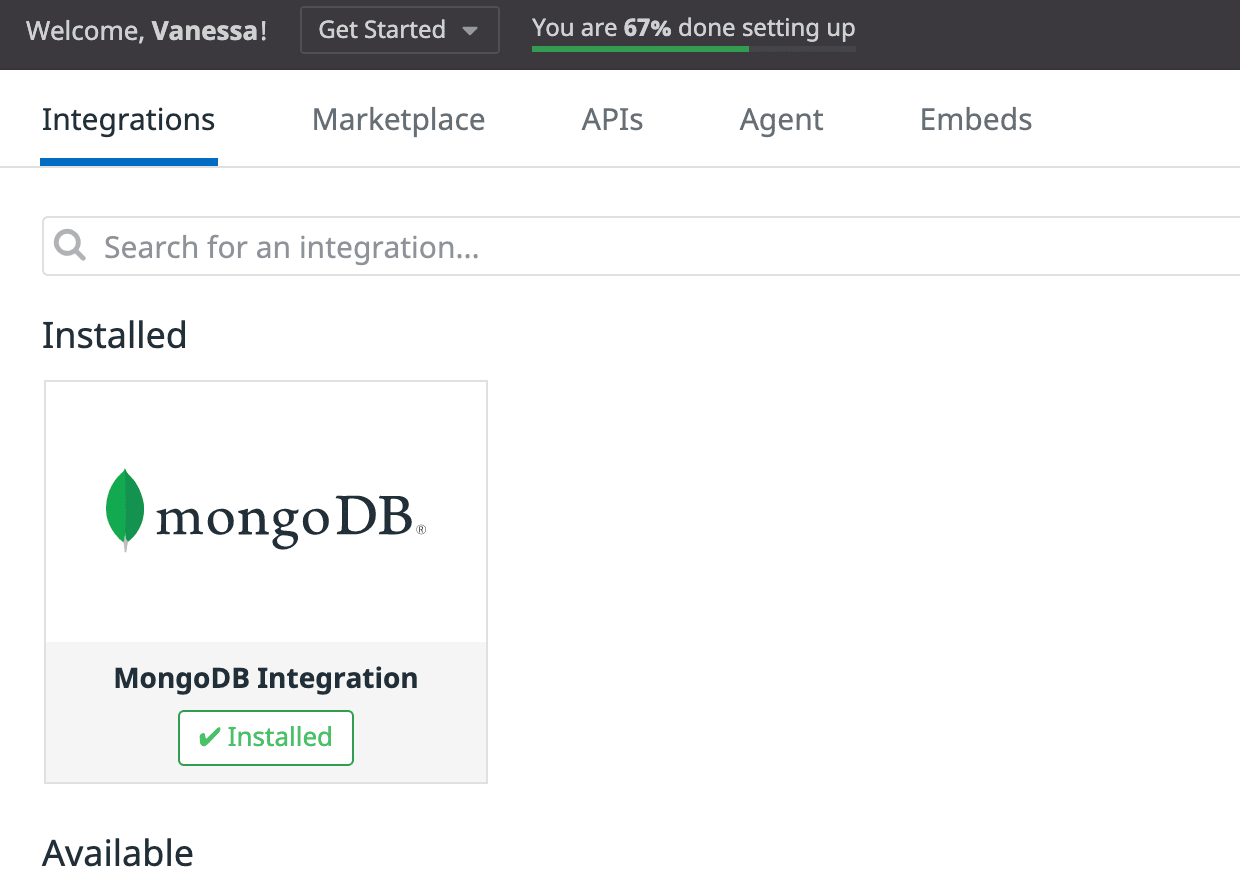 Welcome, Vanessa!
Get Started
You are 67% done setting up
Integrations
Marketplace
APIs
Agent
Embeds
Search for an integration...
Installed
mongoDB®
MongoDB Integration
✔ Installed
Available